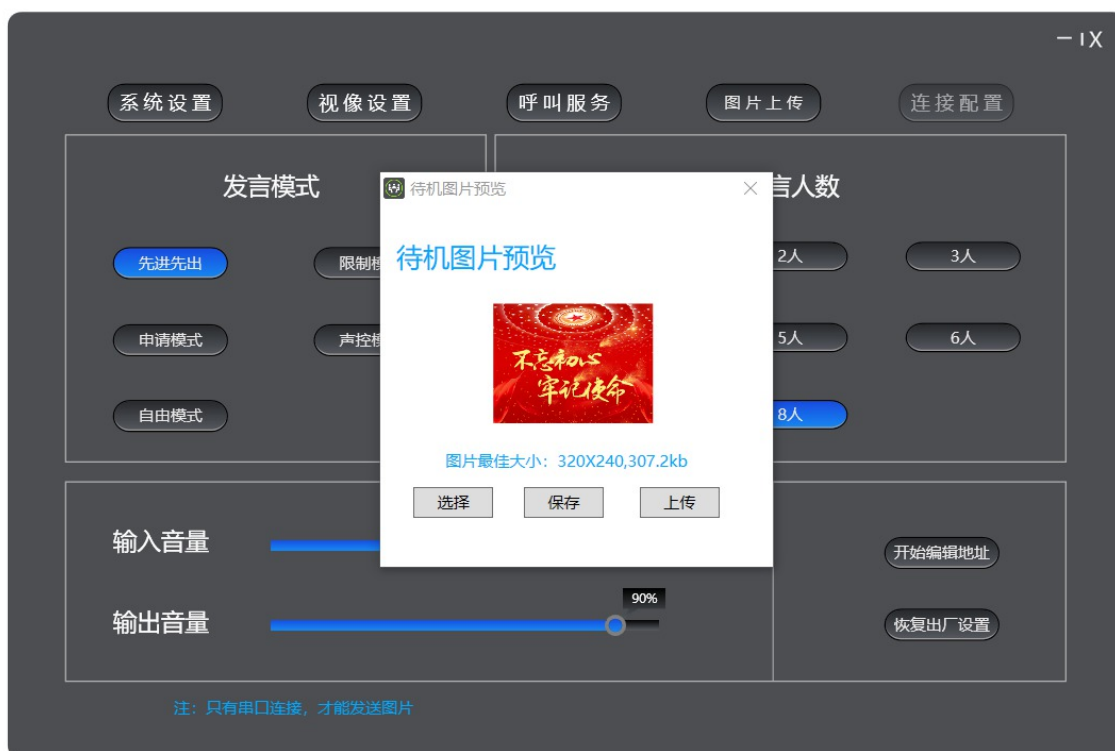 系统设置
视像设置
呼叫服务
图片上传
连接配置
发言模式
言人数
待机图片预览
待机图片预览
先进先出
限制模
2人
3人
申请模式
声控模
5人
6人
自由模式
8人
不忘初心
牢记使命
图片最佳大小：320X240,307.2kb
选择
保存
上传
输入音量
开始编辑地址
90%
输出音量
恢复出厂设置
注：只有串口连接，才能发送图片